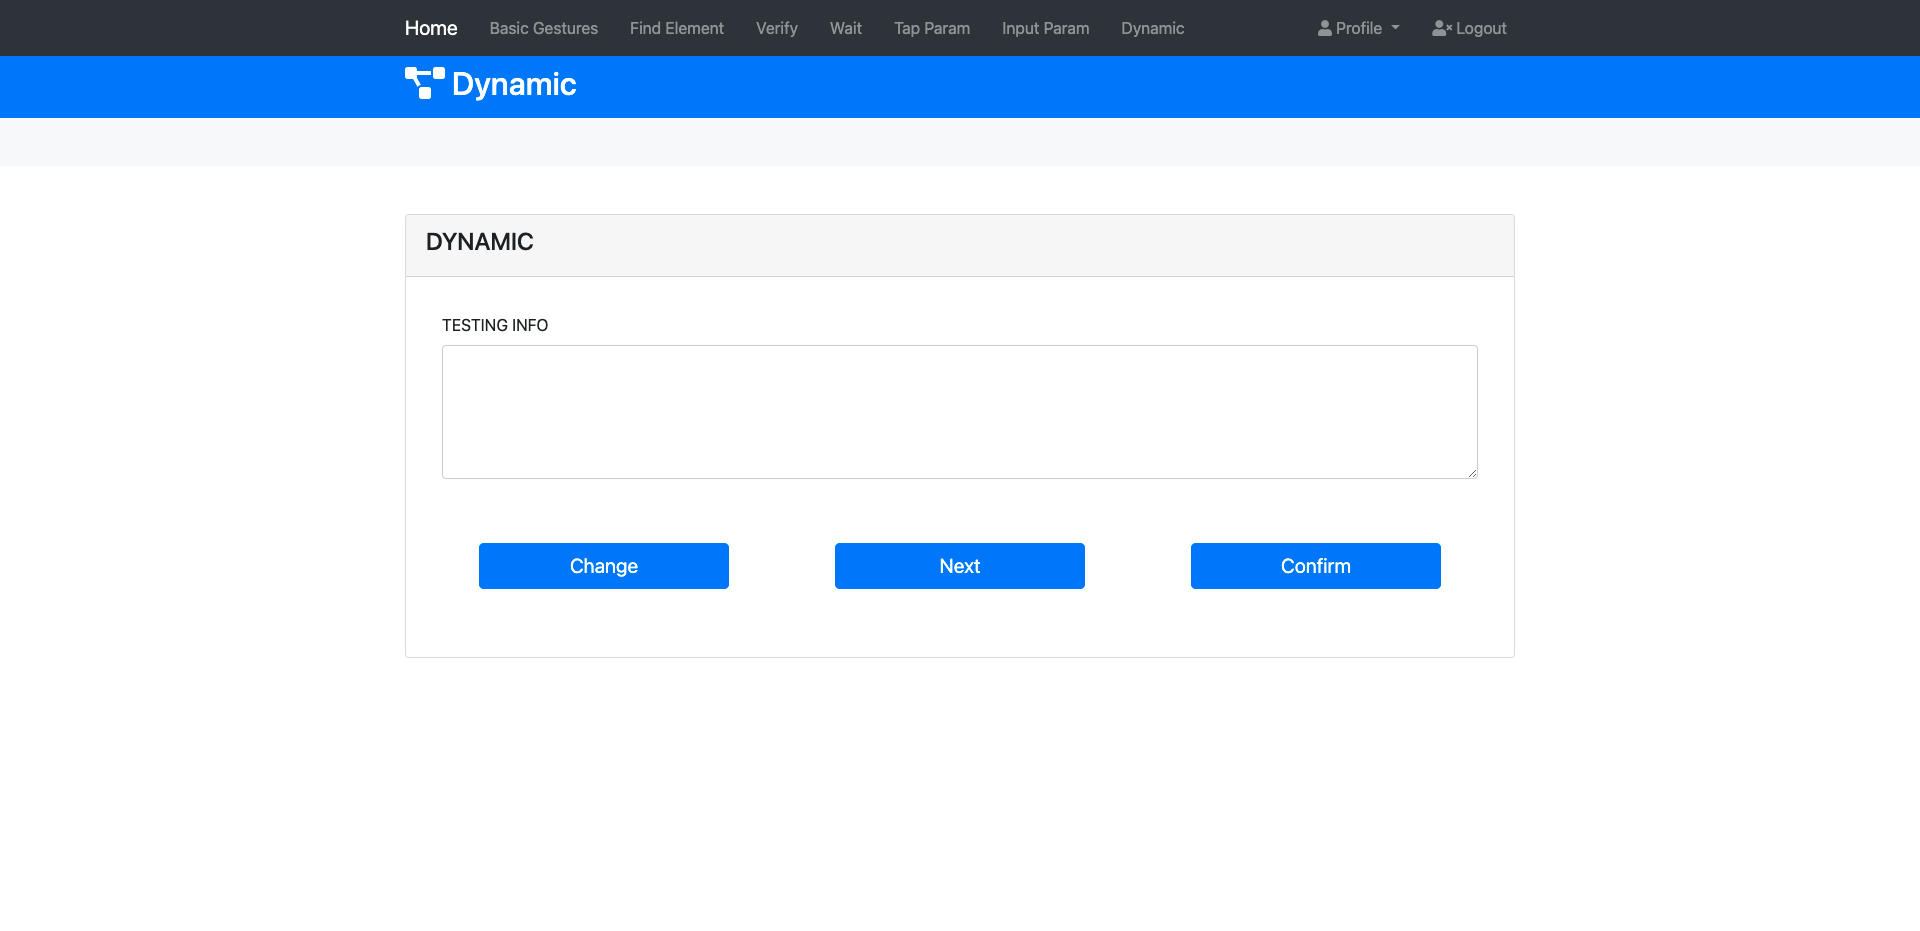 Home Basic Gestures Find Element Verify Wait Tap Param Input Param Dynamic Profile Logout
Dynamic
DYNAMIC
TESTING INFO
Change Next Confirm